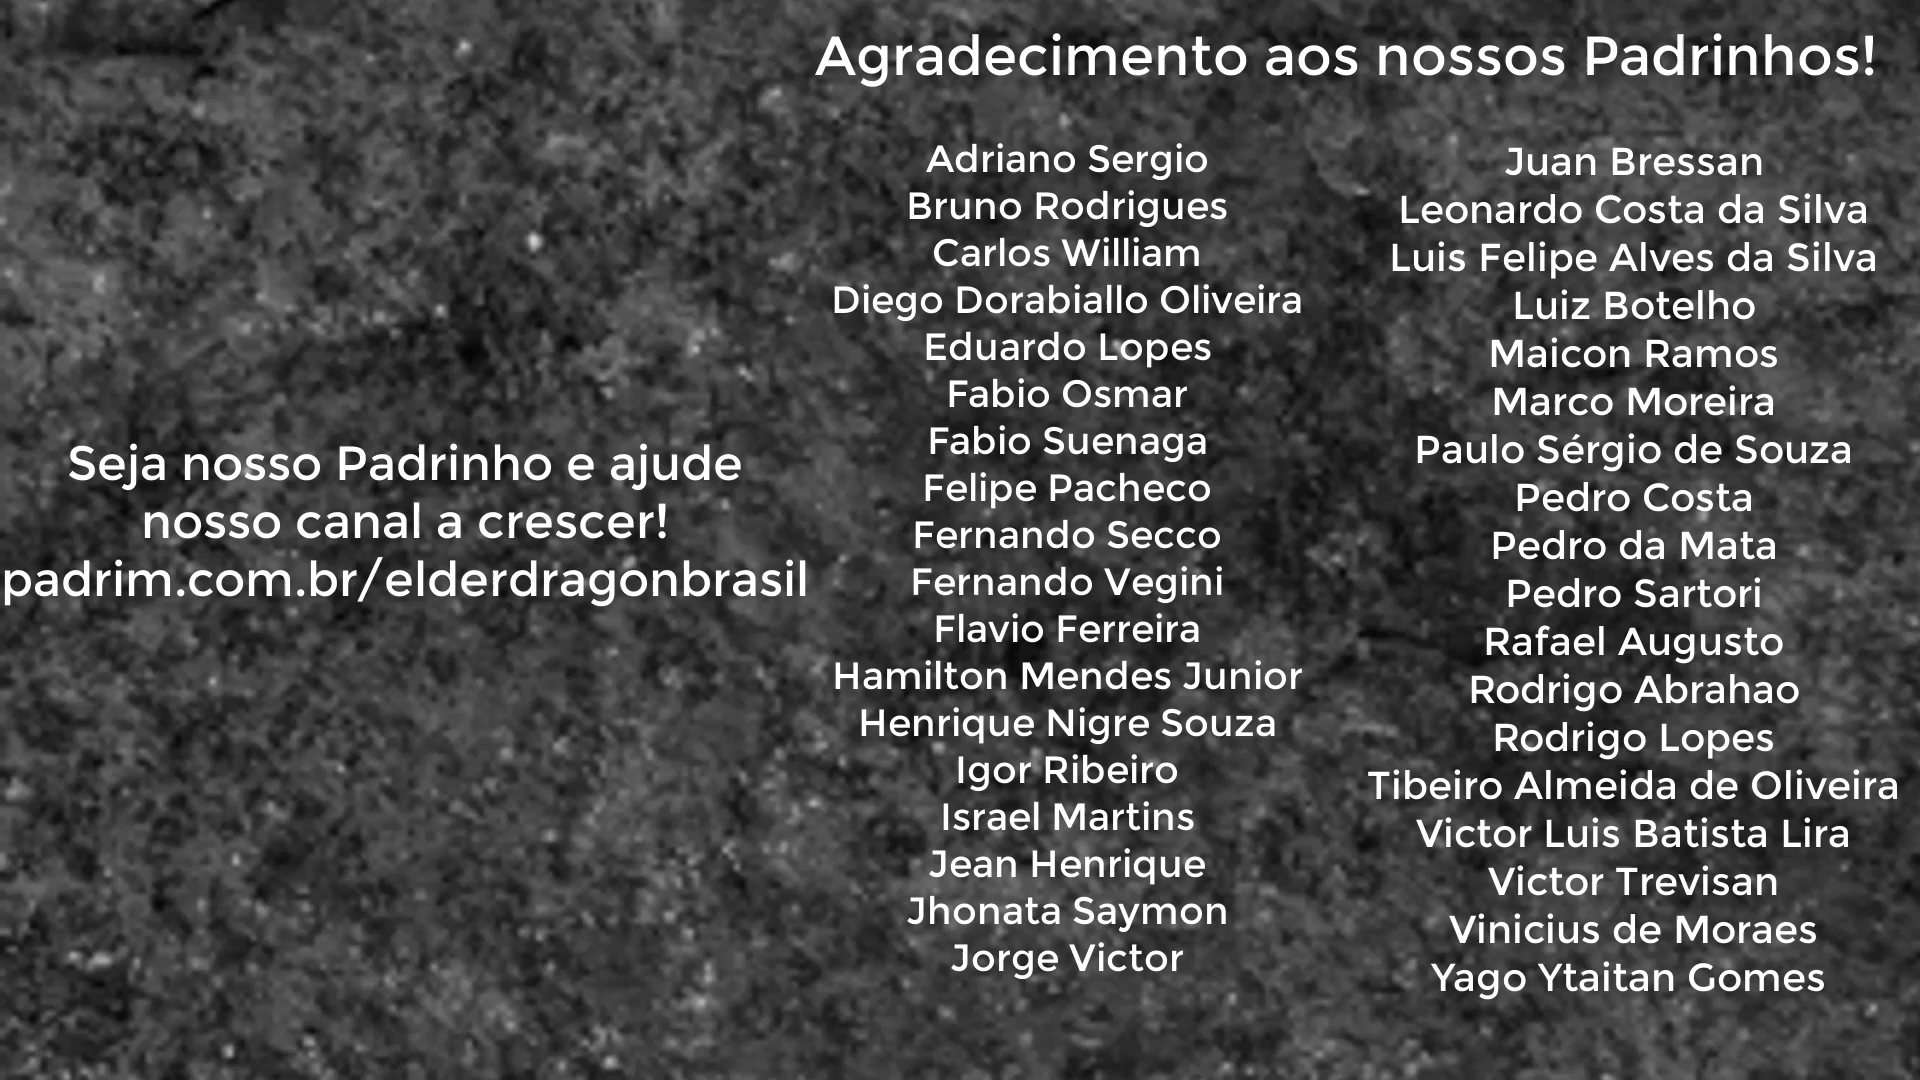 Agradecimento aos nossos Padrinhos!
Seja nosso Padrinho e ajude
nosso canal a crescer!
padrim.com.br/elderdragonbrasil
Adriano Sergio
Bruno Rodrigues
Carlos William
Diego Dorabiallo Oliveira
Eduardo Lopes
Fabio Osmar
Fabio Suenaga
Felipe Pacheco
Fernando Secco
Fernando Vegini
Flavio Ferreira
Hamilton Mendes Junior
Henrique Nigre Souza
Igor Ribeiro
Israel Martins
Jean Henrique
Jhonata Saymon
Jorge Victor
Juan Bressan
Leonardo Costa da Silva
Luis Felipe Alves da Silva
Luiz Botelho
Maicon Ramos
Marco Moreira
Paulo Sérgio de Souza
Pedro Costa
Pedro da Mata
Pedro Sartori
Rafael Augusto
Rodrigo Abrahao
Rodrigo Lopes
Tibeiro Almeida de Oliveira
Victor Luis Batista Lira
Victor Trevisan
Vinicius de Moraes
Yago Ytaitan Gomes